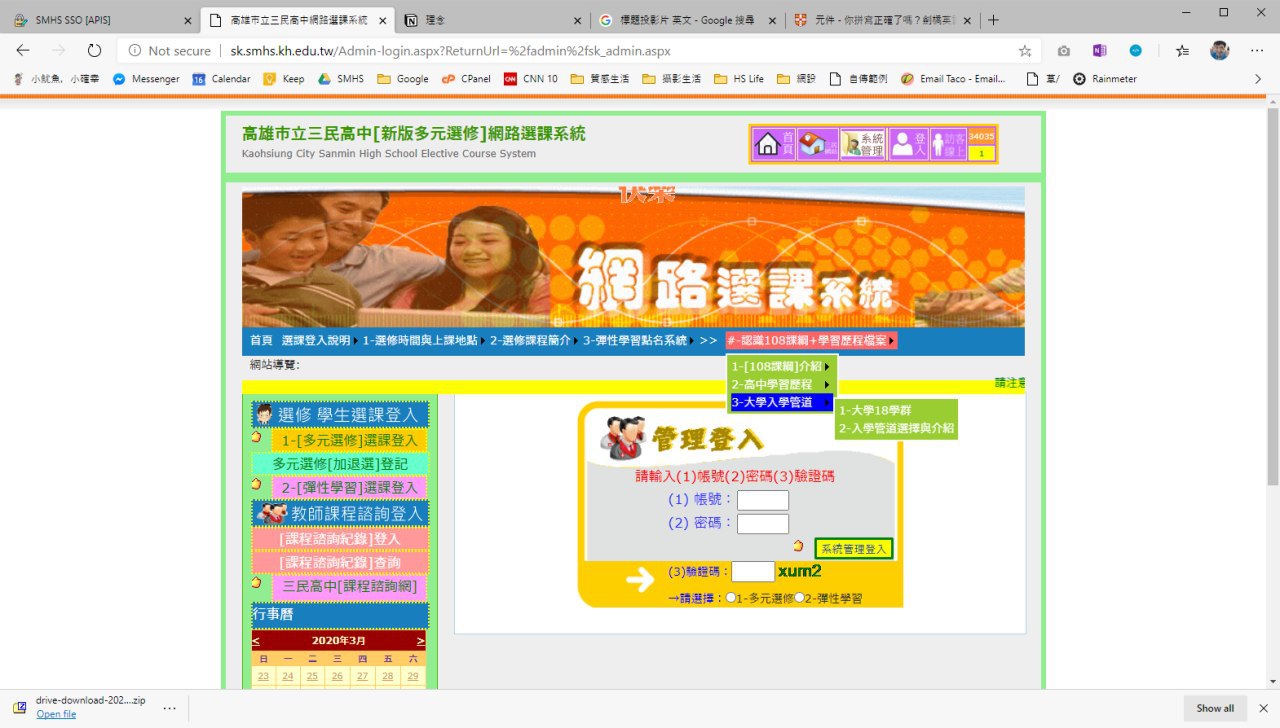 SMHS SSO [APIS]
高雄市立三民高中網路選課系統
理念
標題投影片 英文 - Google 搜尋
元件 - 你拼寫正確了嗎？劍橋英
Not secure
sk.smhs.kh.edu.tw/Admin-login.aspx?ReturnUrl=%2fadmin%2fsk_admin.aspx
小魷魚，小確幸
Messenger
16 Calendar
Keep
SMHS
Google
cP CPanel
CNN 10
質感生活
攝影生活
HS Life
網設
自傳範例
Email Taco - Email...
草/
Rainmeter
高雄市立三民高中[新版多元選修]網路選課系統
City Sanmin High School Elective Course System
首頁
系統管理
登入
訪客線上
34035
1
快樂
網路選課系統
首頁 選課登入說明 1-選修時間與上課地點 2-選修課程簡介 3-彈性學習點名系統 >> #-認識108課綱+學習歷程檔案
網站導覽:
1-[108課綱]介紹
2-高中學習歷程
3-大學入學管道
1-大學18學群
2-入學管道選擇與介紹
請注意
選修 學生選課登入
1-[多元選修]選課登入
多元選修[加退選]登記
2-[彈性學習]選課登入
教師課程諮詢登入
[課程諮詢紀錄]登入
[課程諮詢紀錄]查詢
三民高中[課程諮詢網]
行事曆
< 2020年3月 >
日 一 二 三 四 五 六
23 24 25 26 27 28 29
管理登入
請輸入(1)帳號(2)密碼(3)驗證碼
(1) 帳號：
(2) 密碼：
系統管理登入
(3)驗證碼： xum2
→請選擇：1-多元選修2-彈性學習
drive-download-202....zip
Open file
Show all